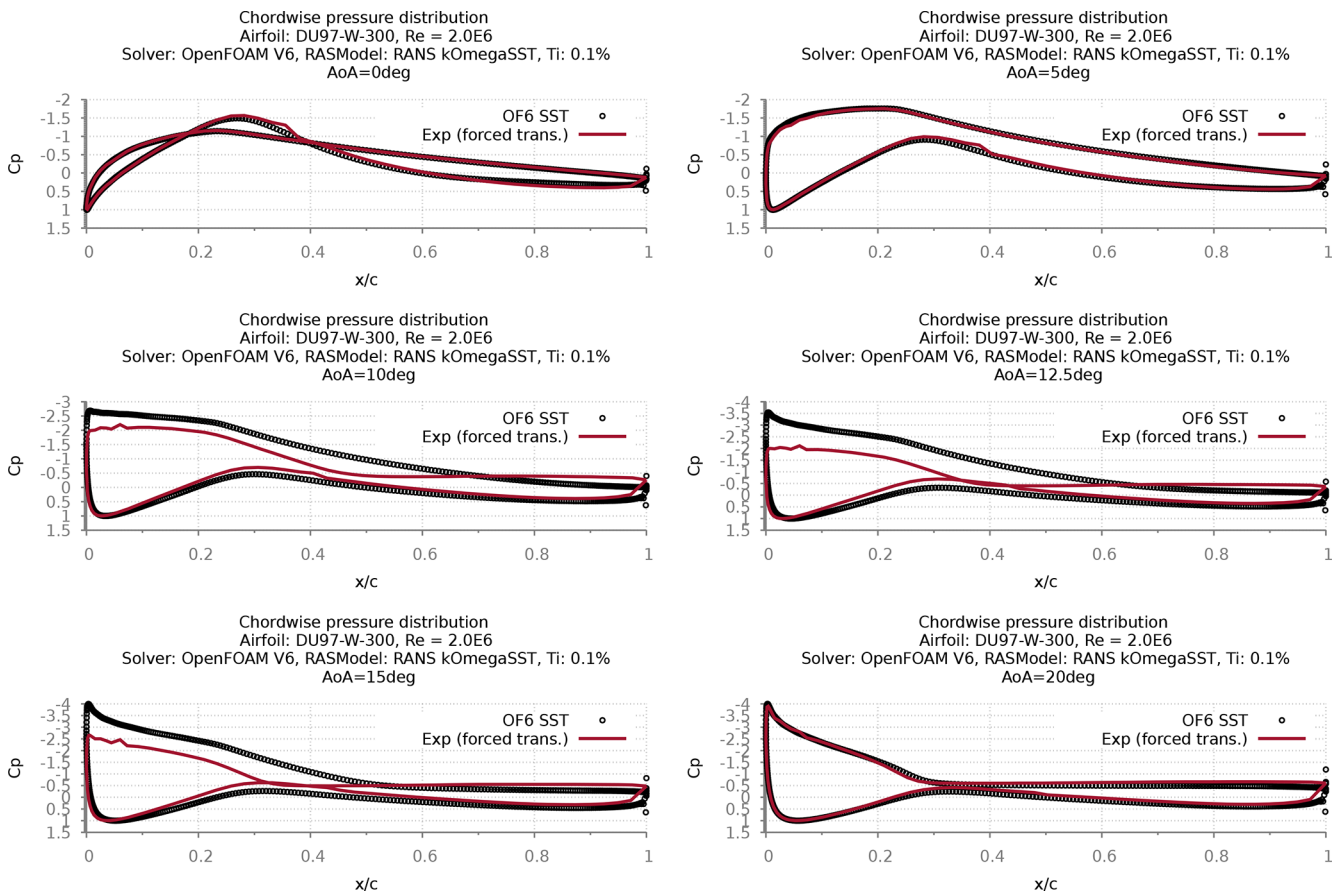 Chordwise pressure distribution
Airfoil: DU97-W-300, Re = 2.0E6
Solver: OpenFOAM V6, RASModel: RANS kOmegaSST, Ti: 0.1%
AoA=0deg
-2
-1.5
-1
-0.5
0
0.5
1
1.5
Cp
OF6 SST
Exp (forced trans.)
0 0.2 0.4 0.6 0.8 1
x/c
Chordwise pressure distribution
Airfoil: DU97-W-300, Re = 2.0E6
Solver: OpenFOAM V6, RASModel: RANS kOmegaSST, Ti: 0.1%
AoA=5deg
-2
-1.5
-1
-0.5
0
0.5
1
1.5
Cp
OF6 SST
Exp (forced trans.)
0 0.2 0.4 0.6 0.8 1
x/c
Chordwise pressure distribution
Airfoil: DU97-W-300, Re = 2.0E6
Solver: OpenFOAM V6, RASModel: RANS kOmegaSST, Ti: 0.1%
AoA=10deg
-3
-2.5
-2
-1.5
-1
-0.5
0
0.5
1
1.5
Cp
OF6 SST
Exp (forced trans.)
0 0.2 0.4 0.6 0.8 1
x/c
Chordwise pressure distribution
Airfoil: DU97-W-300, Re = 2.0E6
Solver: OpenFOAM V6, RASModel: RANS kOmegaSST, Ti: 0.1%
AoA=12.5deg
-4
-3.5
-3
-2.5
-2
-1.5
-1
-0.5
0
0.5
1
1.5
Cp
OF6 SST
Exp (forced trans.)
0 0.2 0.4 0.6 0.8 1
x/c
Chordwise pressure distribution
Airfoil: DU97-W-300, Re = 2.0E6
Solver: OpenFOAM V6, RASModel: RANS kOmegaSST, Ti: 0.1%
AoA=15deg
-4
-3.5
-3
-2.5
-2
-1.5
-1
-0.5
0
0.5
1
1.5
Cp
OF6 SST
Exp (forced trans.)
0 0.2 0.4 0.6 0.8 1
x/c
Chordwise pressure distribution
Airfoil: DU97-W-300, Re = 2.0E6
Solver: OpenFOAM V6, RASModel: RANS kOmegaSST, Ti: 0.1%
AoA=20deg
-4
-3.5
-3
-2.5
-2
-1.5
-1
-0.5
0
0.5
1
1.5
Cp
OF6 SST
Exp (forced trans.)
0 0.2 0.4 0.6 0.8 1
x/c